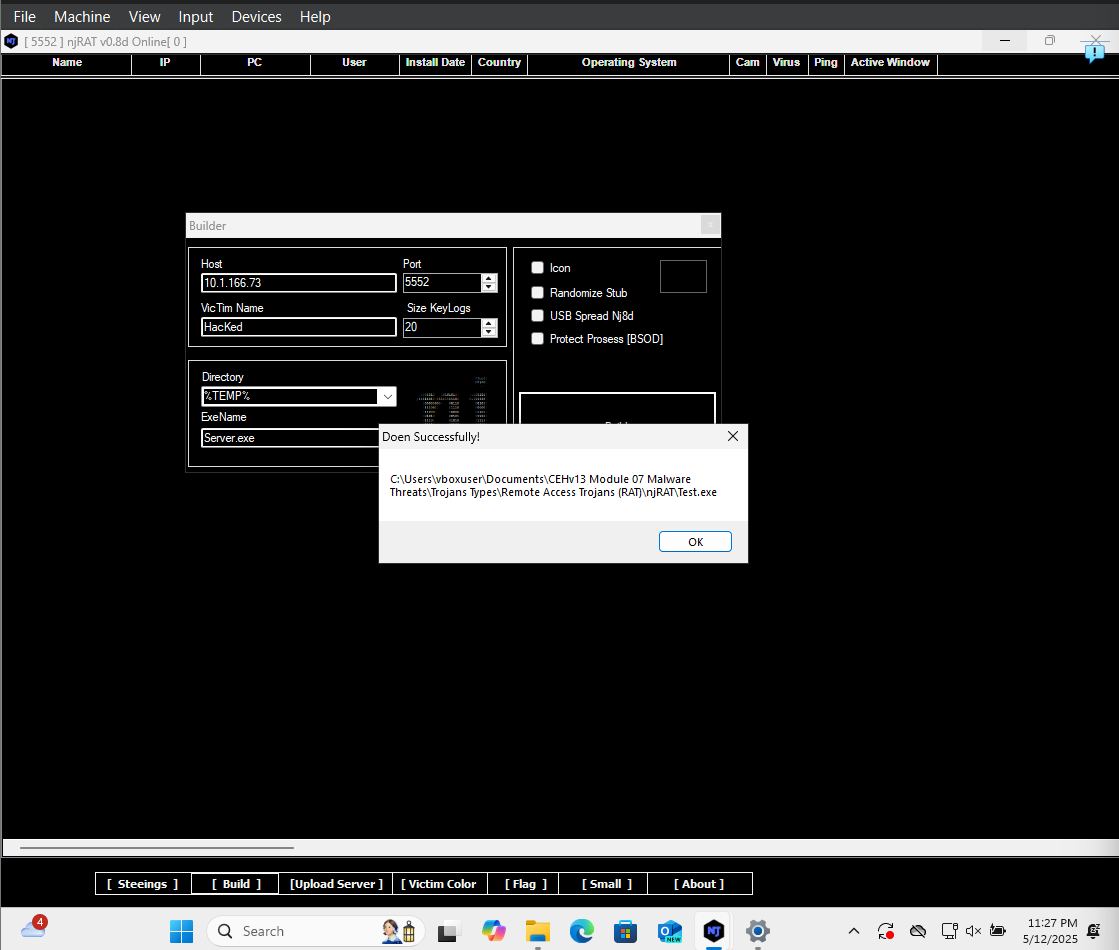 File Machine View Input Devices Help
[ 5552 ] njRAT v0.8d Online[ 0 ]
Name IP PC User Install Date Country Operating System Cam Virus Ping Active Window
Builder
Host Port
10.1.166.73 5552
VicTim Name Size KeyLogs
HacKed 20
Directory
%TEMP%
ExeName
Server.exe
Icon
Randomize Stub
USB Spread Nj8d
Protect Prosess [BSOD]
Doen Successfully!
C:\Users\vboxuser\Documents\CEHv13 Module 07 Malware
Threats\Trojans Types\Remote Access Trojans (RAT)\njRAT\Test.exe
OK
[ Steeings ] [ Build ] [Upload Server ] [ Victim Color [ Flag ] [ Small ] [ About ]
4
Search
NEW
NJ
11:27 PM
5/12/2025